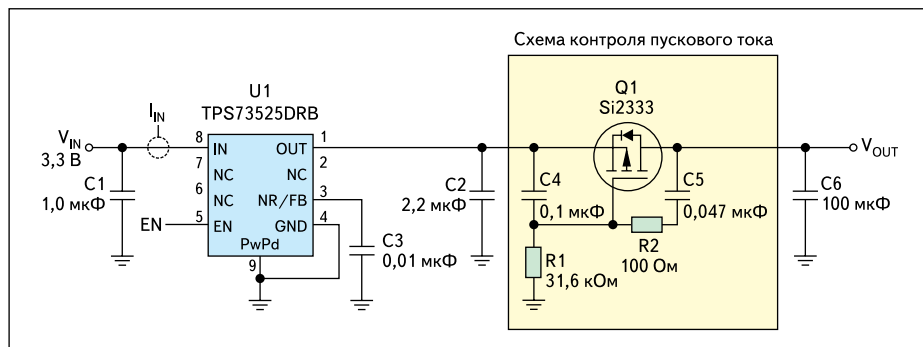 Схема контроля пускового тока
U1
TPS73525DRB
Q1
Si2333
I_IN
V_IN
3,3 В
8 IN OUT 1
7 NC NC 2
6 NC NR/FB 3
EN 5 EN GND 4
PwPd
9
V_OUT
C1
1,0 мкФ
C2
2,2 мкФ
C3
0,01 мкФ
C4
0,1 мкФ
C5
0,047 мкФ
C6
100 мкФ
R1
31,6 кОм
R2
100 Ом